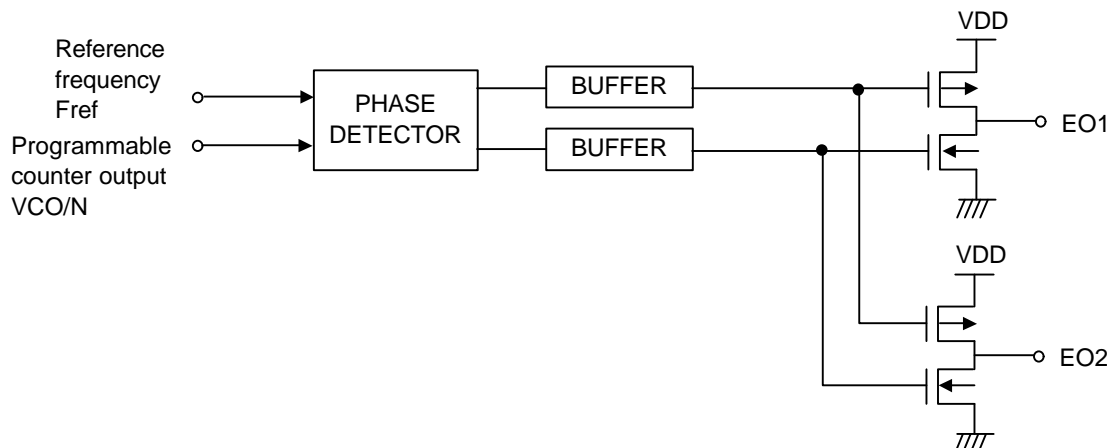 VDD
Reference
frequency
Fref
PHASE
DETECTOR
BUFFER
BUFFER
EO1
Programmable
counter output
VCO/N
VDD
EO2